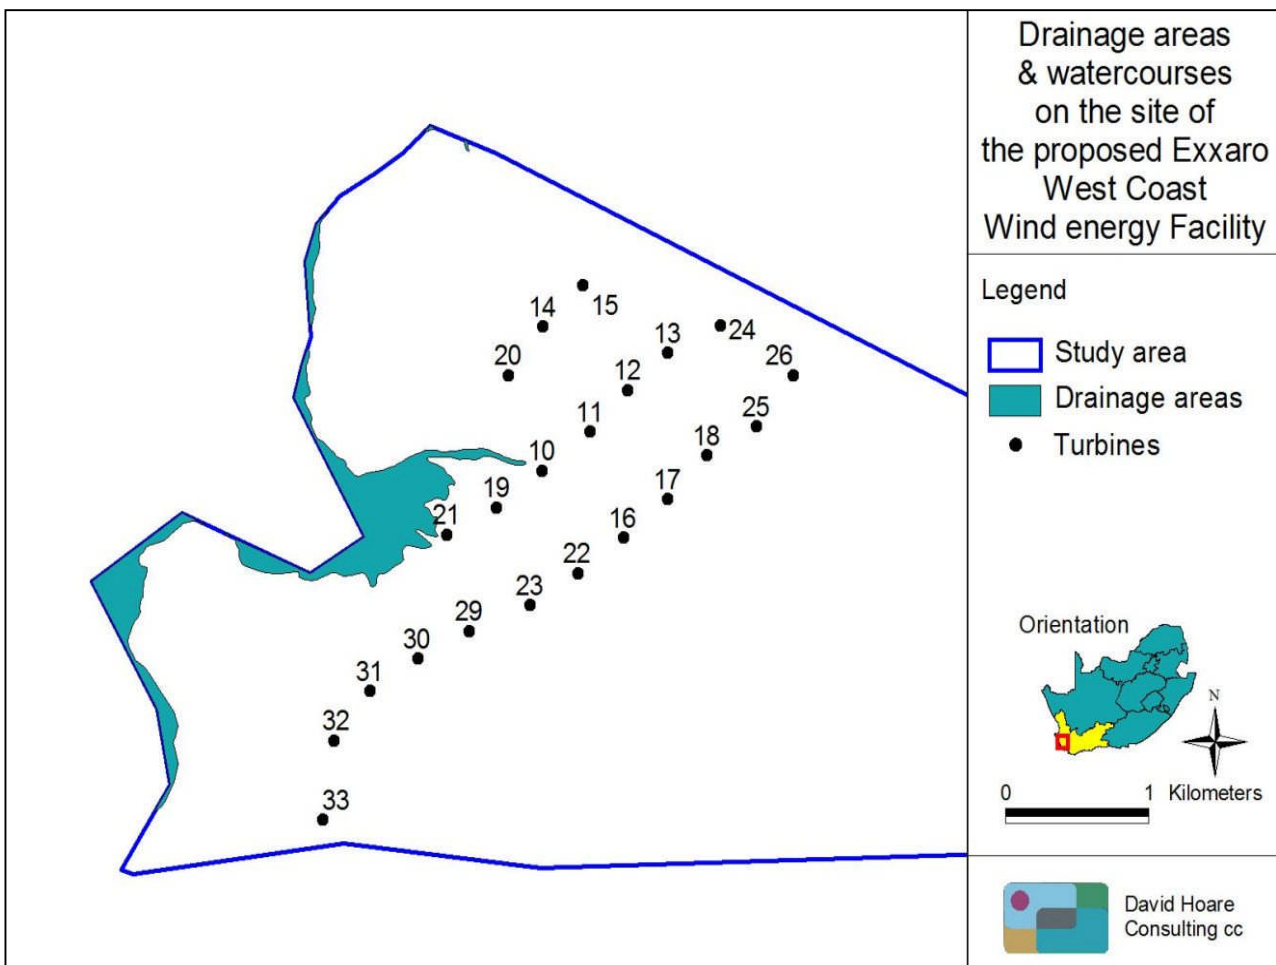 Drainage areas
& watercourses
on the site of
the proposed Exxaro
West Coast
Wind energy Facility
Legend
Study area
Drainage areas
Turbines
15
14
24
13
26
20
12
25
11
18
10
17
19
16
21
22
23
29
30
31
32
33
Orientation
N
0 1 Kilometers
David Hoare
Consulting cc